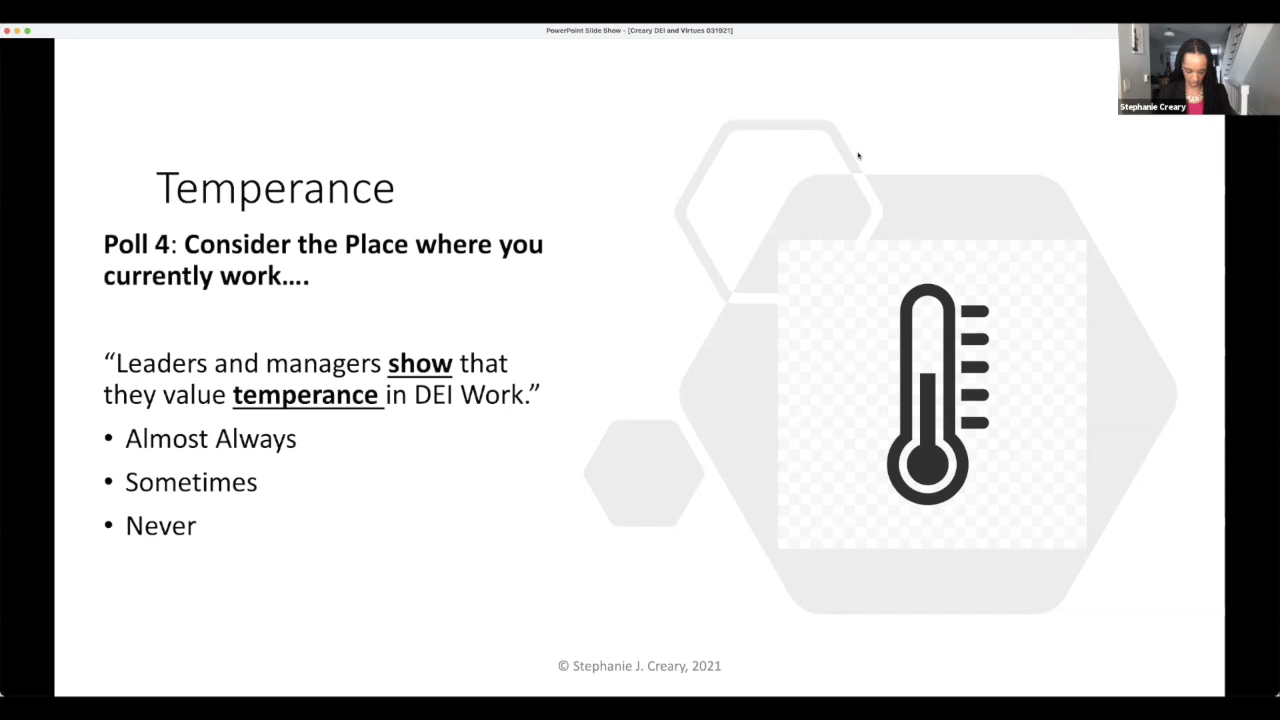 PowerPoint Slide Show - [Creary DEI and Virtues 031921]
Stephanie Creary
Temperance
Poll 4: Consider the Place where you
currently work….
“Leaders and managers show that
they value temperance in DEI Work.”
• Almost Always
• Sometimes
• Never
© Stephanie J. Creary, 2021